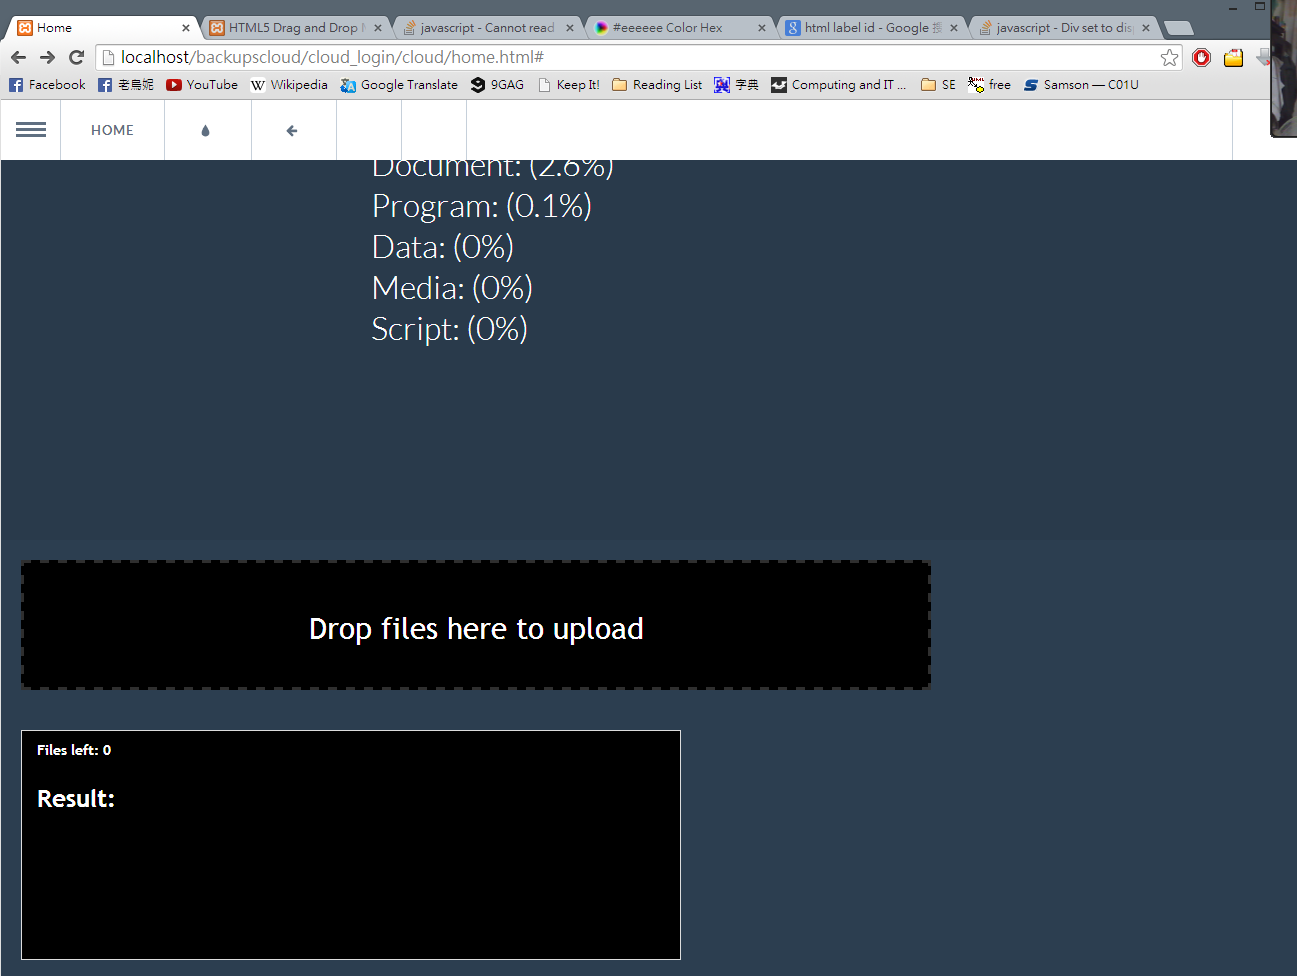 Home
HTML5 Drag and Drop
javascript - Cannot read
#eeeeee Color Hex
html label id - Google 搜
javascript - Div set to dis
localhost/backupscloud/cloud_login/cloud/home.html#
Facebook
老鳥妮
YouTube
Wikipedia
Google Translate
9GAG
Keep It!
Reading List
字典
Computing and IT ...
SE
free
Samson — C01U
HOME
Document: (2.6%)
Program: (0.1%)
Data: (0%)
Media: (0%)
Script: (0%)
Drop files here to upload
Files left: 0
Result: